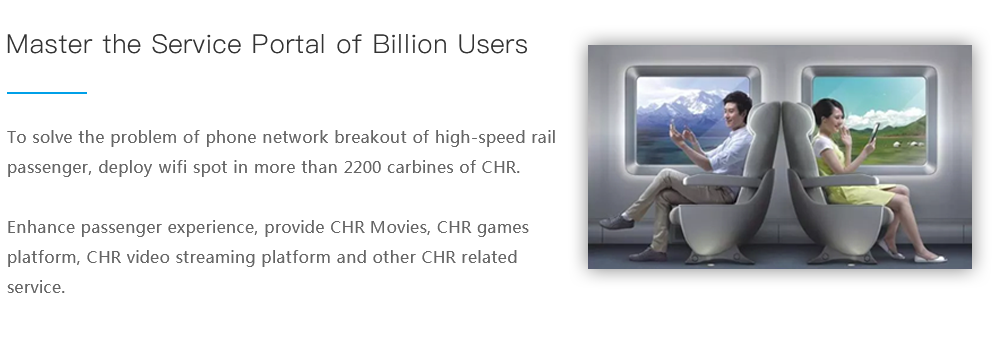 Master the Service Portal of Billion Users
To solve the problem of phone network breakout of high-speed rail
passenger, deploy wifi spot in more than 2200 carbines of CHR.
Enhance passenger experience, provide CHR Movies, CHR games
platform, CHR video streaming platform and other CHR related
service.